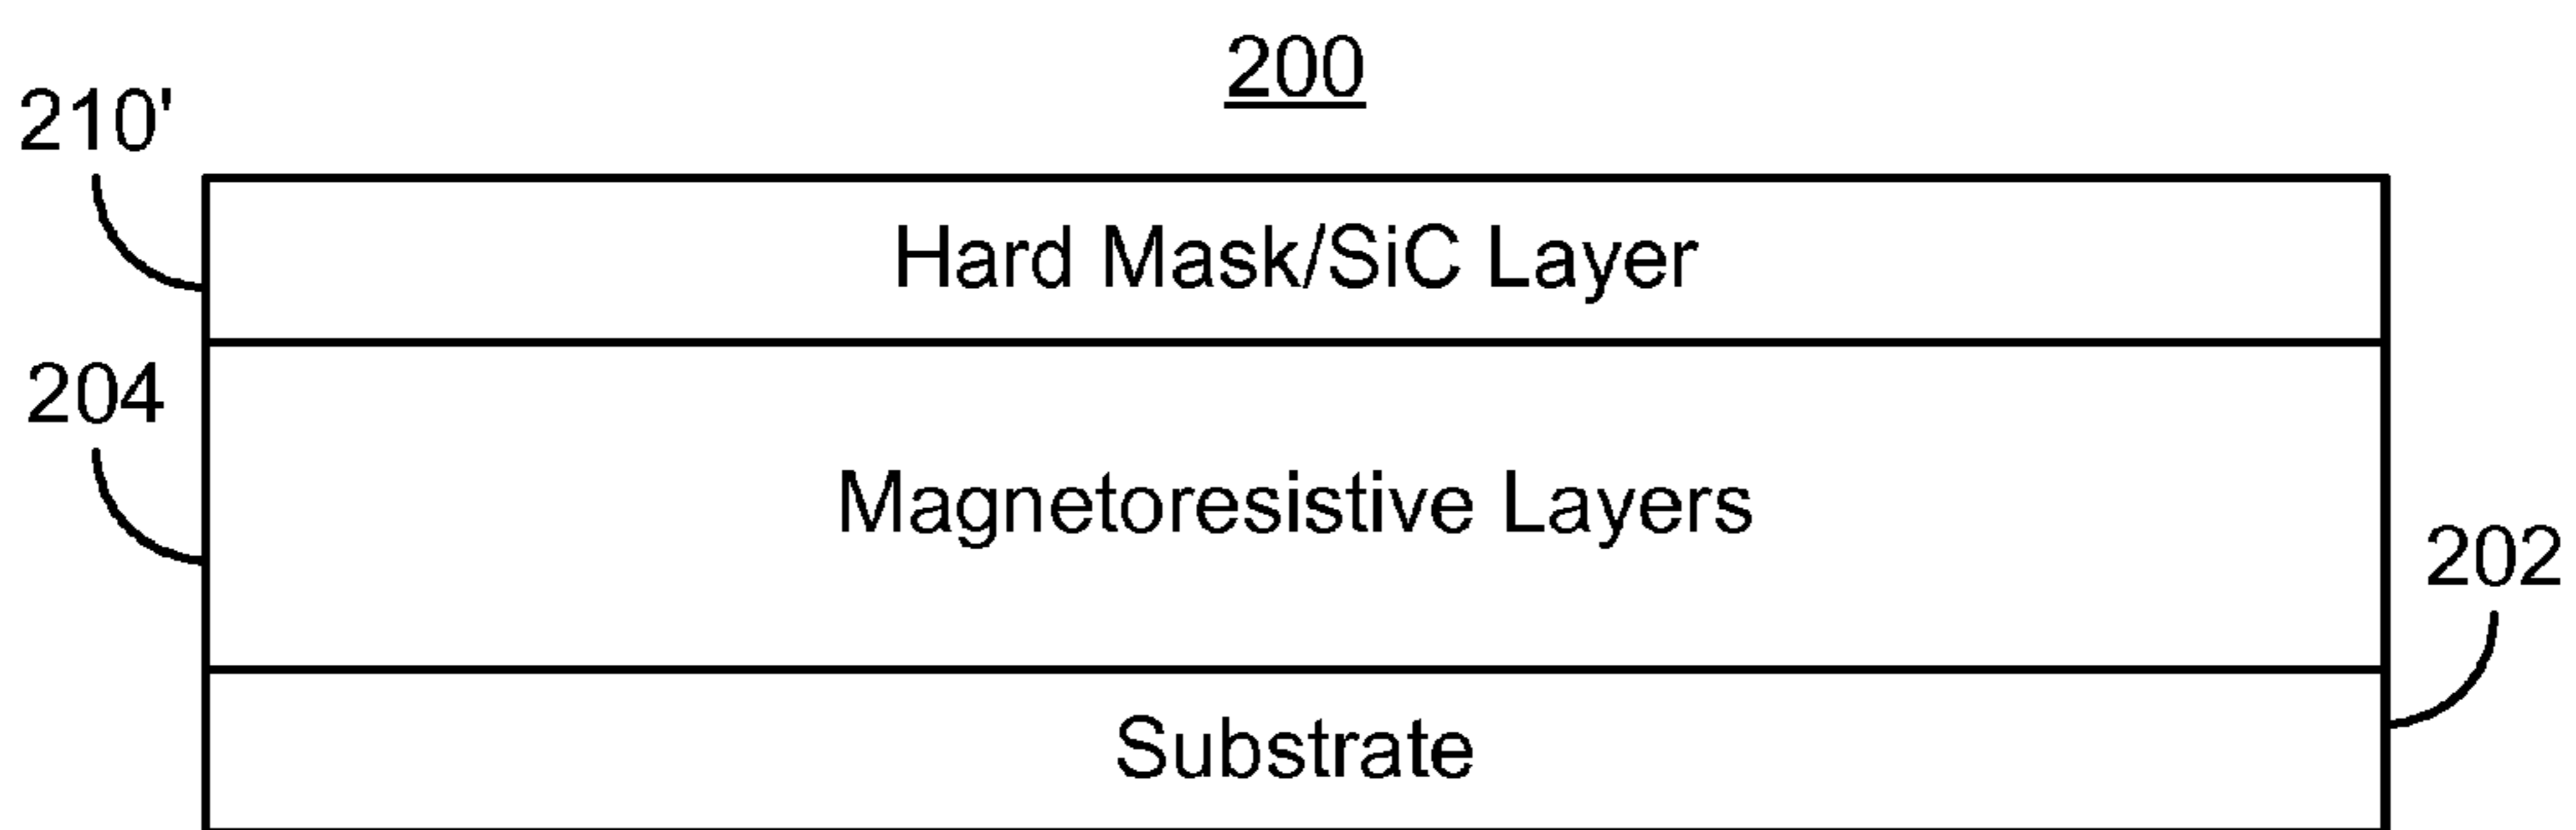 200
210'
Hard Mask/SiC Layer
204
Magnetoresistive Layers
202
Substrate